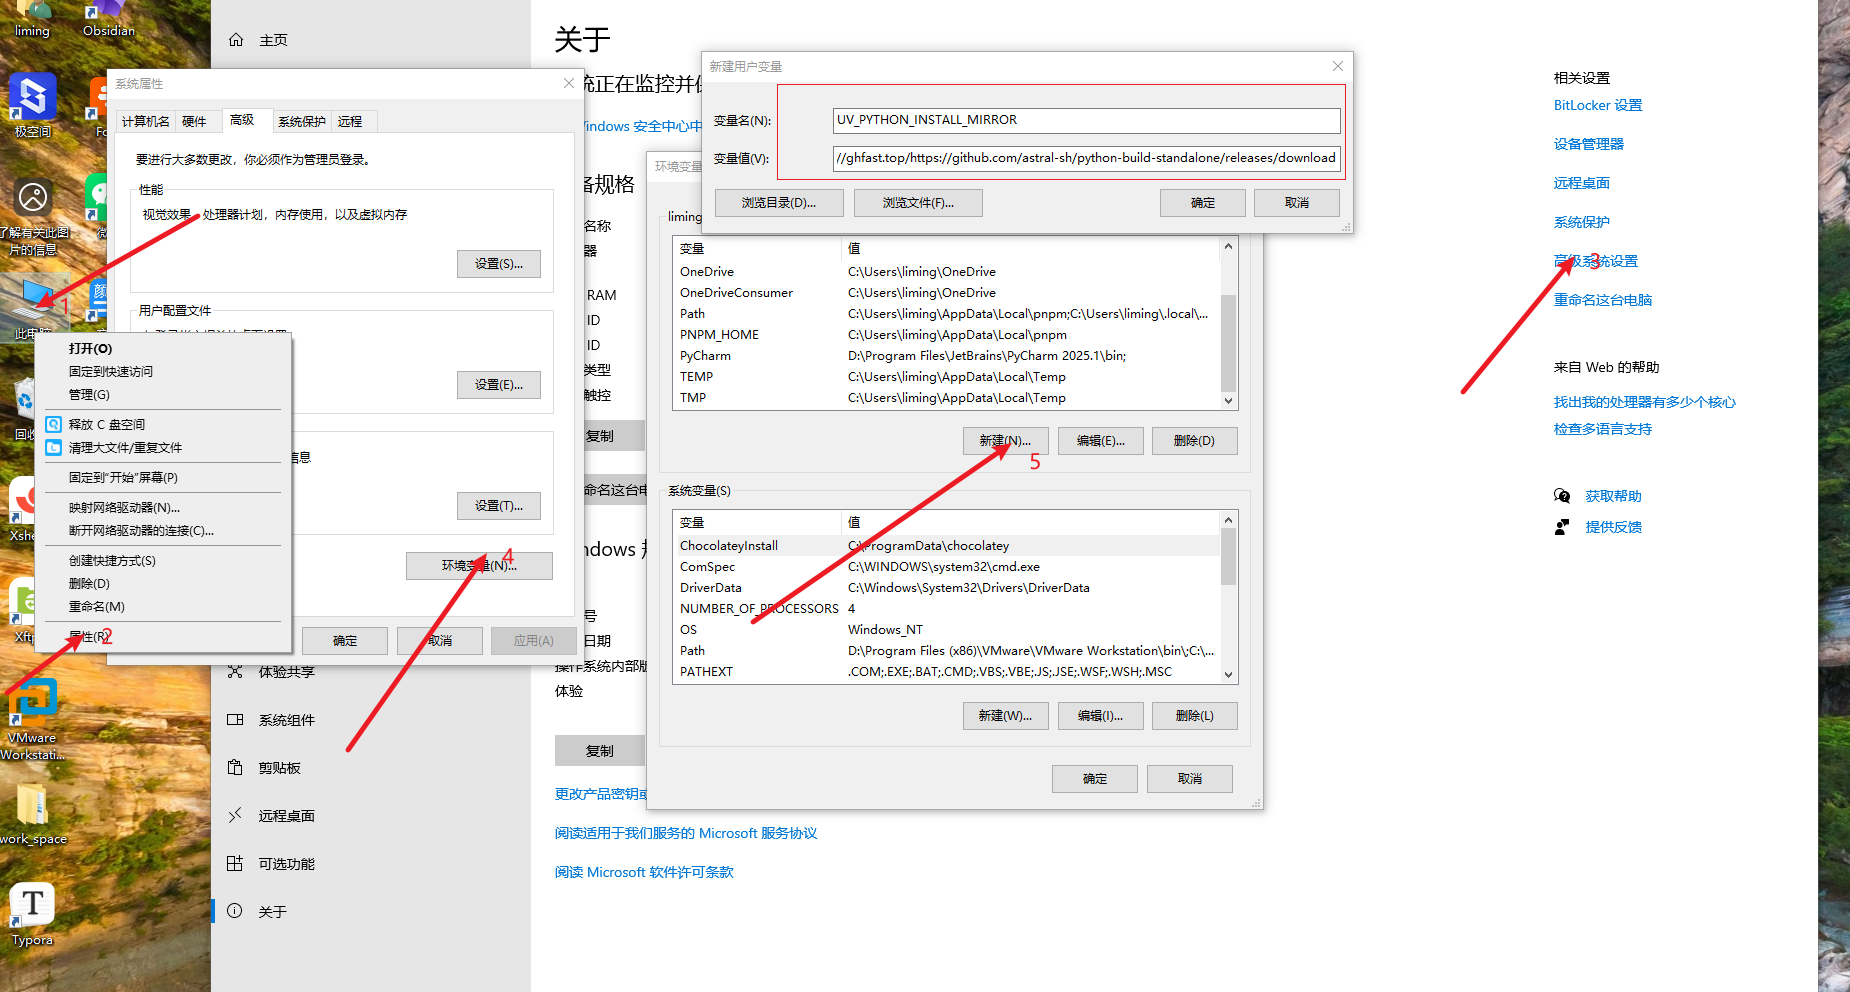 liming
Obsidian
极空间
了解有关此图
片的信息
1
VMware
Workstati...
work_space
Typora
主页
体验共享
系统组件
剪贴板
远程桌面
可选功能
关于
系统属性
计算机名
硬件
高级
系统保护
远程
要进行大多数更改，你必须作为管理员登录。
性能
视觉效果，处理器计划，内存使用，以及虚拟内存
设置(S)...
用户配置文件
设置(E)...
信息
设置(T)...
环境变量(N)...
4
确定
取消
应用(A)
打开(O)
固定到快速访问
管理(G)
释放 C 盘空间
清理大文件/重复文件
固定到"开始"屏幕(P)
映射网络驱动器(N)...
断开网络驱动器的连接(C)...
创建快捷方式(S)
删除(D)
重命名(M)
属性(R)
2
关于
统正在监控并保
Windows 安全中心中
备规格
名称
器
RAM
ID
ID
类型
触控
复制
命名这台电
ndows 规
号
日期
操作系统内部版
体验
复制
更改产品密钥或
阅读适用于我们服务的 Microsoft 服务协议
阅读 Microsoft 软件许可条款
新建用户变量
变量名(N):
UV_PYTHON_INSTALL_MIRROR
变量值(V):
//ghfast.top/https://github.com/astral-sh/python-build-standalone/releases/download
浏览目录(D)...
浏览文件(F)...
确定
取消
环境变量
liming
变量 值
OneDrive C:\Users\liming\OneDrive
OneDriveConsumer C:\Users\liming\OneDrive
Path C:\Users\liming\AppData\Local\pnpm;C:\Users\liming\.local\...
PNPM_HOME C:\Users\liming\AppData\Local\pnpm
PyCharm D:\Program Files\JetBrains\PyCharm 2025.1\bin;
TEMP C:\Users\liming\AppData\Local\Temp
TMP C:\Users\liming\AppData\Local\Temp
新建(N)...
编辑(E)...
删除(D)
5
系统变量(S)
变量 值
ChocolateyInstall C:\ProgramData\chocolatey
ComSpec C:\WINDOWS\system32\cmd.exe
DriverData C:\Windows\System32\Drivers\DriverData
NUMBER_OF_PROCESSORS 4
OS Windows_NT
Path D:\Program Files (x86)\VMware\VMware Workstation\bin\;C:\...
PATHEXT .COM;.EXE;.BAT;.CMD;.VBS;.VBE;.JS;.JSE;.WSF;.WSH;.MSC
新建(W)...
编辑(I)...
删除(L)
确定
取消
相关设置
BitLocker 设置
设备管理器
远程桌面
系统保护
高级系统设置
3
重命名这台电脑
来自 Web 的帮助
找出我的处理器有多少个核心
检查多语言支持
获取帮助
提供反馈